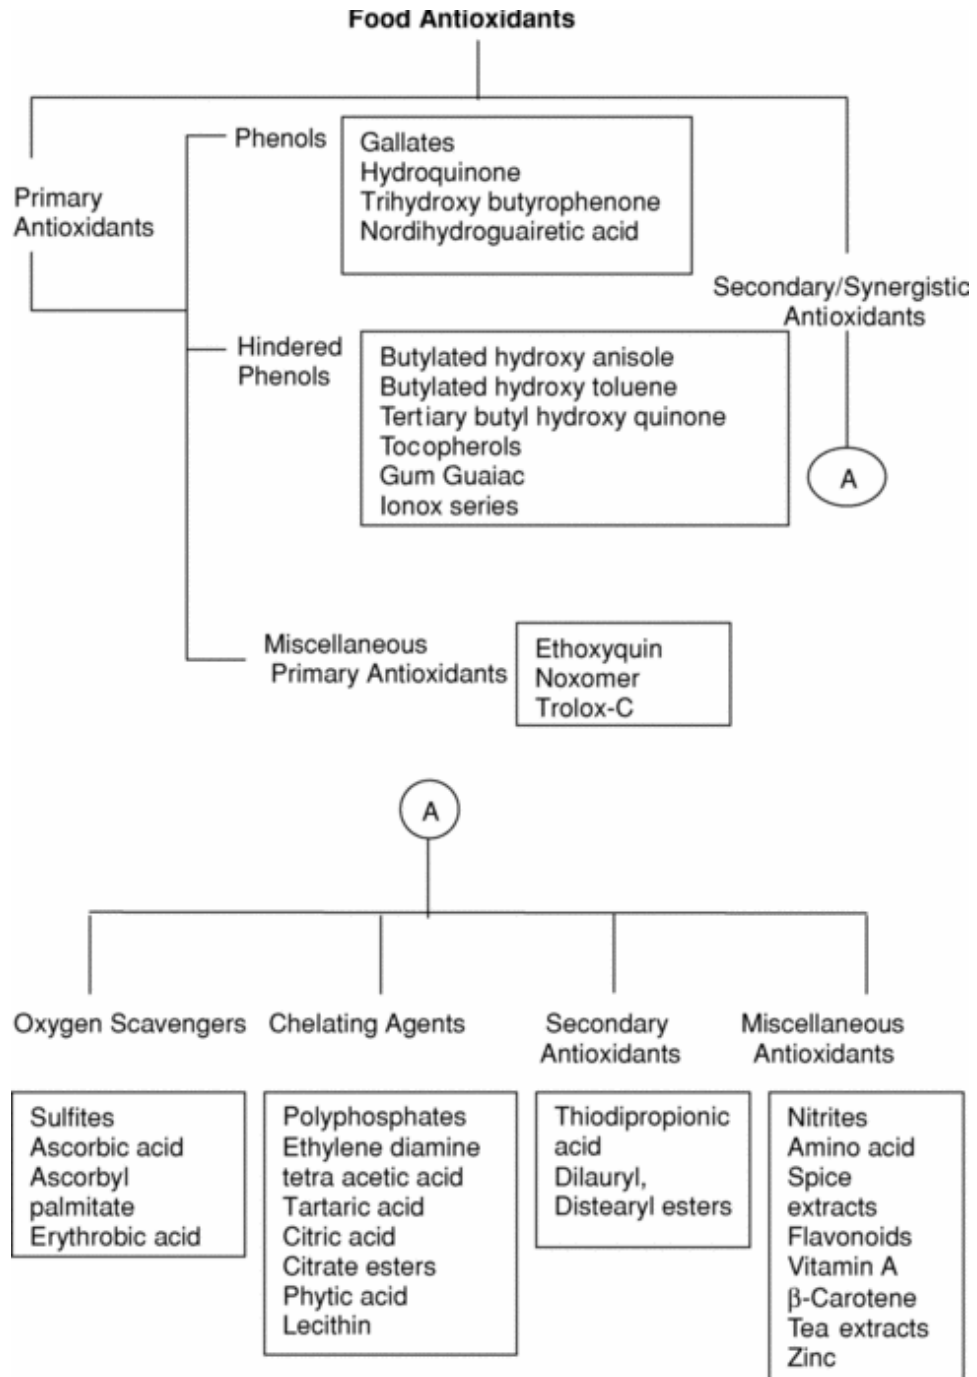 Food Antioxidants
Phenols
Gallates
Hydroquinone
Trihydroxy butyrophenone
Nordihydroguairetic acid
Primary
Antioxidants
Secondary/Synergistic
Antioxidants
Hindered
Phenols
Butylated hydroxy anisole
Butylated hydroxy toluene
Tertiary butyl hydroxy quinone
Tocopherols
Gum Guaiac
Ionox series
A
Miscellaneous
Primary Antioxidants
Ethoxyquin
Noxomer
Trolox-C
A
Oxygen Scavengers
Sulfites
Ascorbic acid
Ascorbyl
palmitate
Erythrobic acid
Chelating Agents
Polyphosphates
Ethylene diamine
tetra acetic acid
Tartaric acid
Citric acid
Citrate esters
Phytic acid
Lecithin
Secondary
Antioxidants
Thiodipropionic
acid
Dilauryl,
Distearyl esters
Miscellaneous
Antioxidants
Nitrites
Amino acid
Spice
extracts
Flavonoids
Vitamin A
β-Carotene
Tea extracts
Zinc